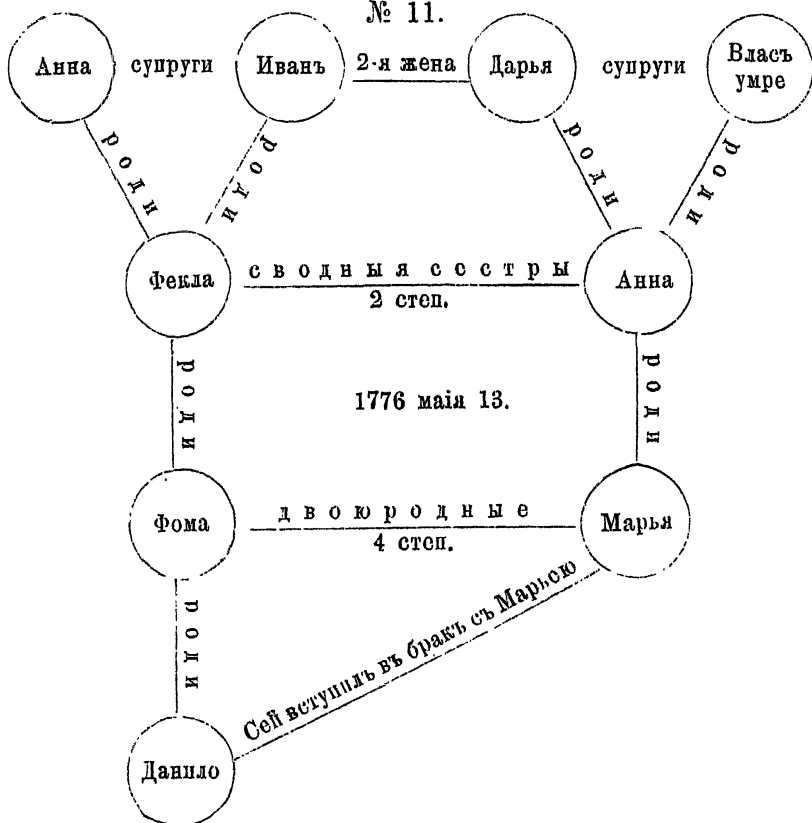 № 11.
Анна супруги Иванъ 2-я жена Дарья супруги Власъ умре
роди роди роди роди
Фекла сводныя сестры Анна
2 степ.
роди 1776 маія 13. роди
Фома двоюродные Марья
4 степ.
роди
Сей вступилъ въ бракъ съ Марьею
Данило